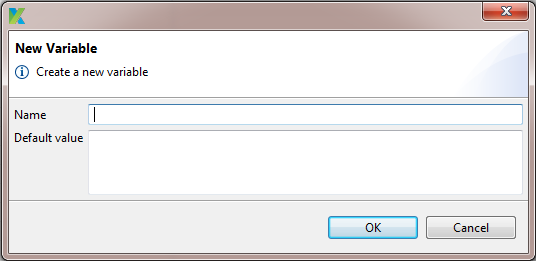 New Variable
Create a new variable
Name
Default value
OK
Cancel